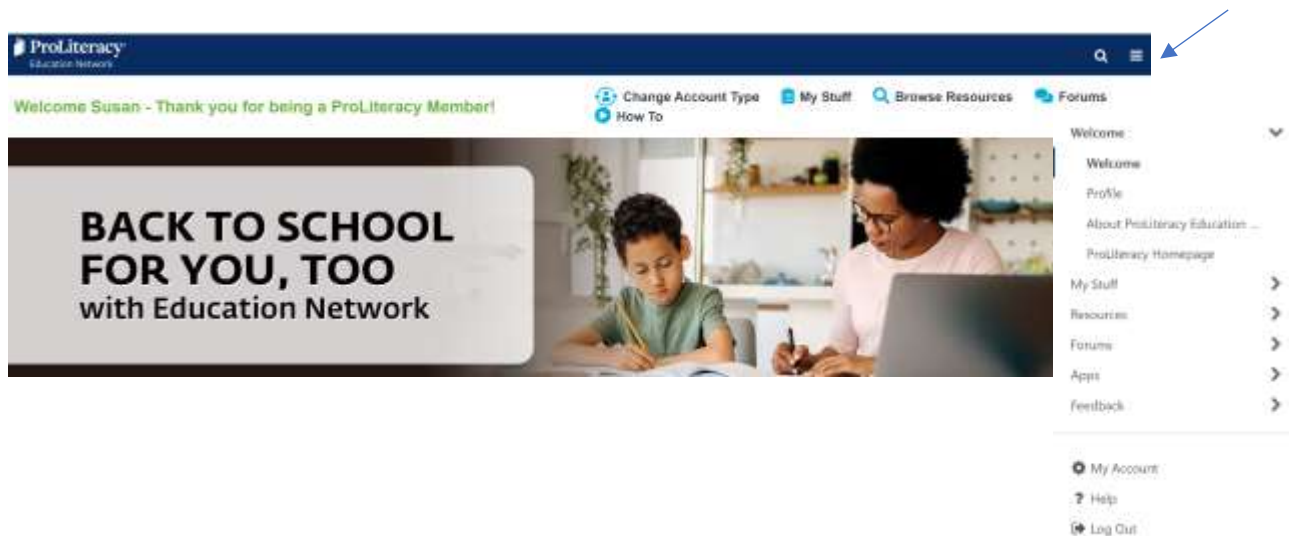 ProLiteracy
Education Network
Welcome Susan - Thank you for being a ProLiteracy Member!
Change Account Type My Stuff Browse Resources Forums
How To
BACK TO SCHOOL
FOR YOU, TOO
with Education Network
Welcome
Welcome
Profile
About ProLiteracy Education ...
ProLiteracy Homepage
My Stuff
Resources
Forums
Apps
Feedback
My Account
? Help
Log Out